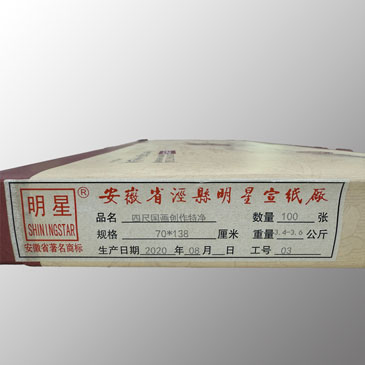 明星®
SHININGSTAR
安徽省著名商标
安徽省涇縣明星宣纸廠
品名 四尺国画创作特净 数量 100 张
规格 70*138 厘米 重量 3.4-3.6 公斤
生产日期 2020 年 08 月 日 工号 03